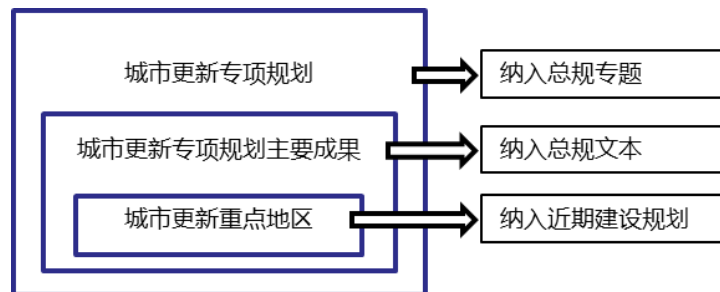 城市更新专项规划
纳入总规专题
城市更新专项规划主要成果
纳入总规文本
城市更新重点地区
纳入近期建设规划